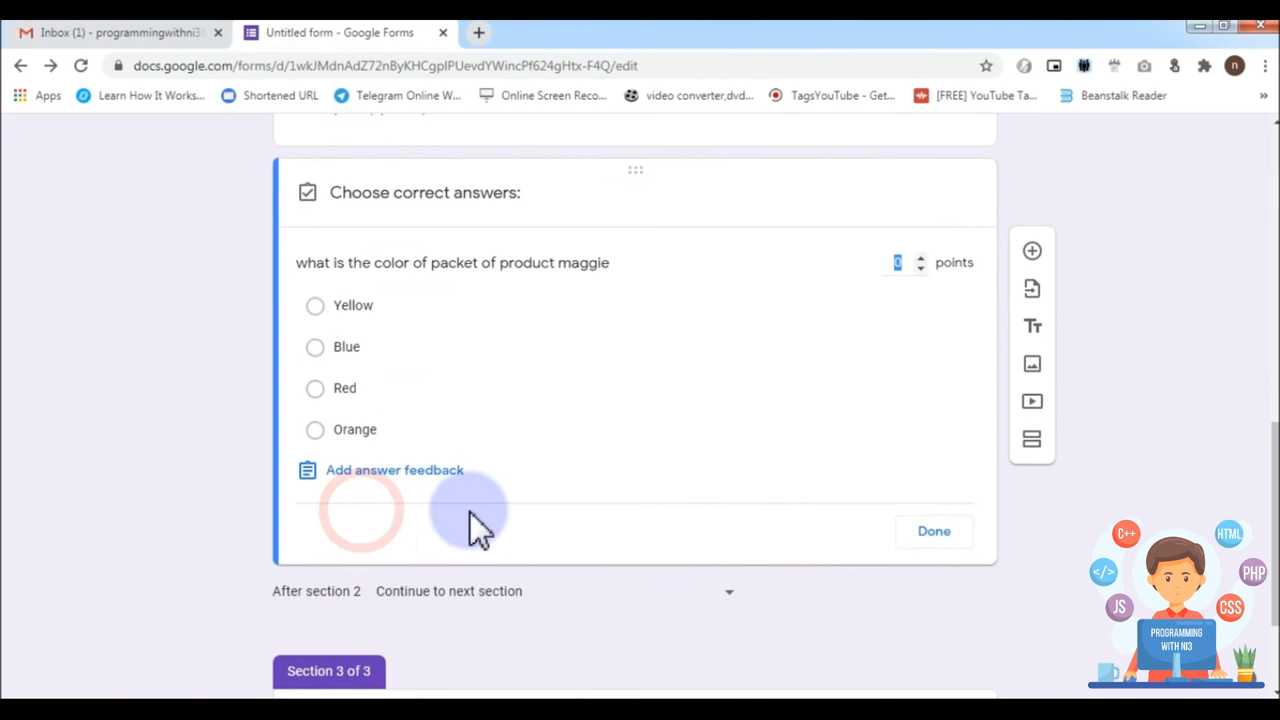 Inbox (1) - programmingwithni3
Untitled form - Google Forms
docs.google.com/forms/d/1wkJMdnAdZ72nByKHCgpIPUevdYWincPf624gHtx-F4Q/edit
n
Apps
Learn How It Works...
Shortened URL
Telegram Online W...
Online Screen Reco...
video converter,dvd...
TagsYouTube - Get...
[FREE] YouTube Ta...
Beanstalk Reader
»
Choose correct answers:
what is the color of packet of product maggie
0 points
Yellow
Blue
Red
Orange
Add answer feedback
Done
After section 2 Continue to next section
Section 3 of 3
C++
HTML
</>
PHP
JS
CSS
PROGRAMMING
WITH NI3